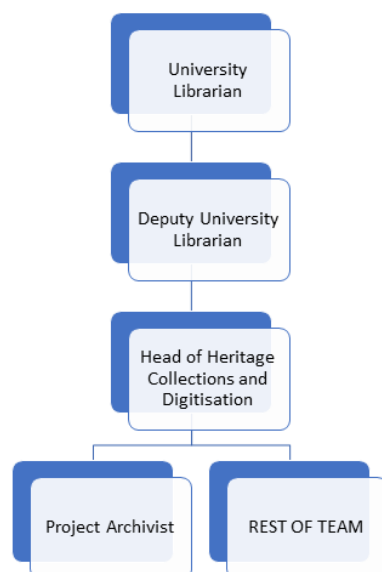 University
Librarian
Deputy University
Librarian
Head of Heritage
Collections and
Digitisation
Project Archivist
REST OF TEAM